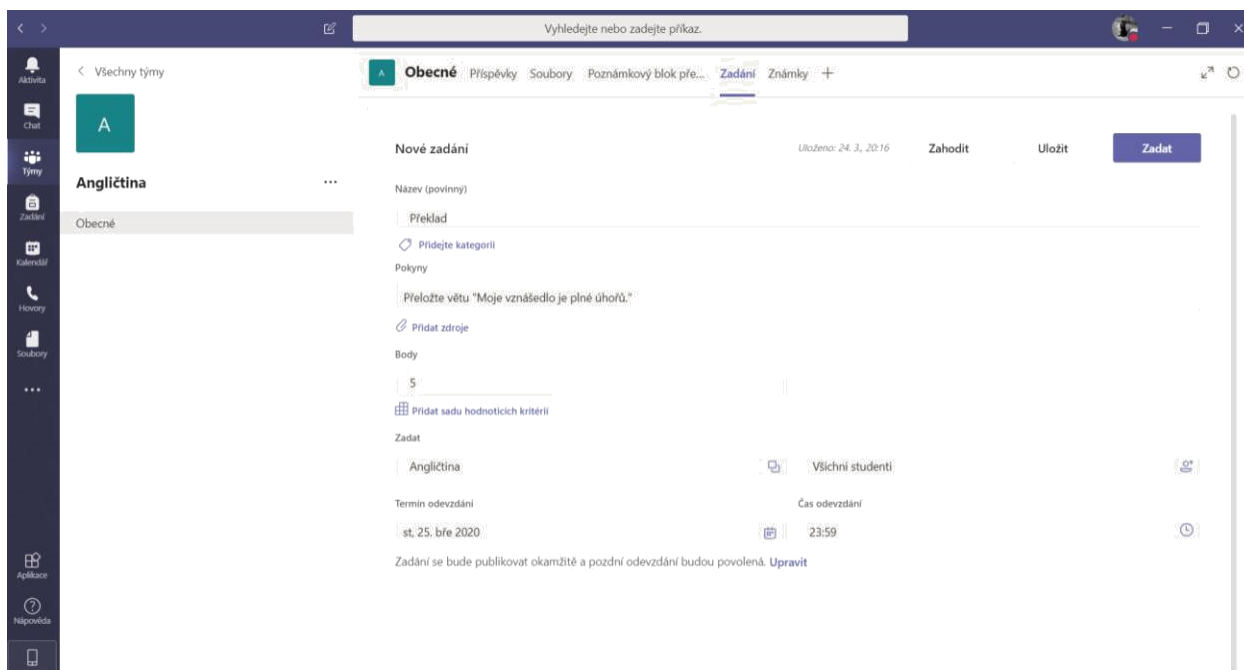 Vyhledejte nebo zadejte příkaz.
Aktivita
Chat
Týmy
Zadání
Kalendář
Hovory
Soubory
Aplikace
Nápověda
Všechny týmy
A
Angličtina
Obecné
A Obecné Příspěvky Soubory Poznámkový blok pře... Zadání Známky
Nové zadání Uloženo: 24. 3., 20:16 Zahodit Uložit Zadat
Název (povinný)
Překlad
Přidejte kategorii
Pokyny
Přeložte větu "Moje vznášedlo je plné úhořů."
Přidat zdroje
Body
5
Přidat sadu hodnoticích kritérií
Zadat
Angličtina Všichni studenti
Termín odevzdání Čas odevzdání
st, 25. bře 2020 23:59
Zadání se bude publikovat okamžitě a pozdní odevzdání budou povolená. Upravit